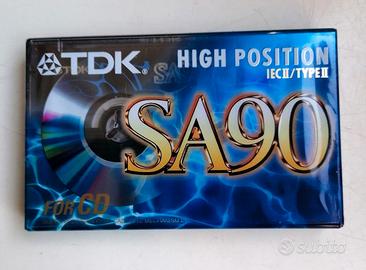 TDK®
HIGH POSITION
IECII/TYPEII
SA90
FOR CD
subito